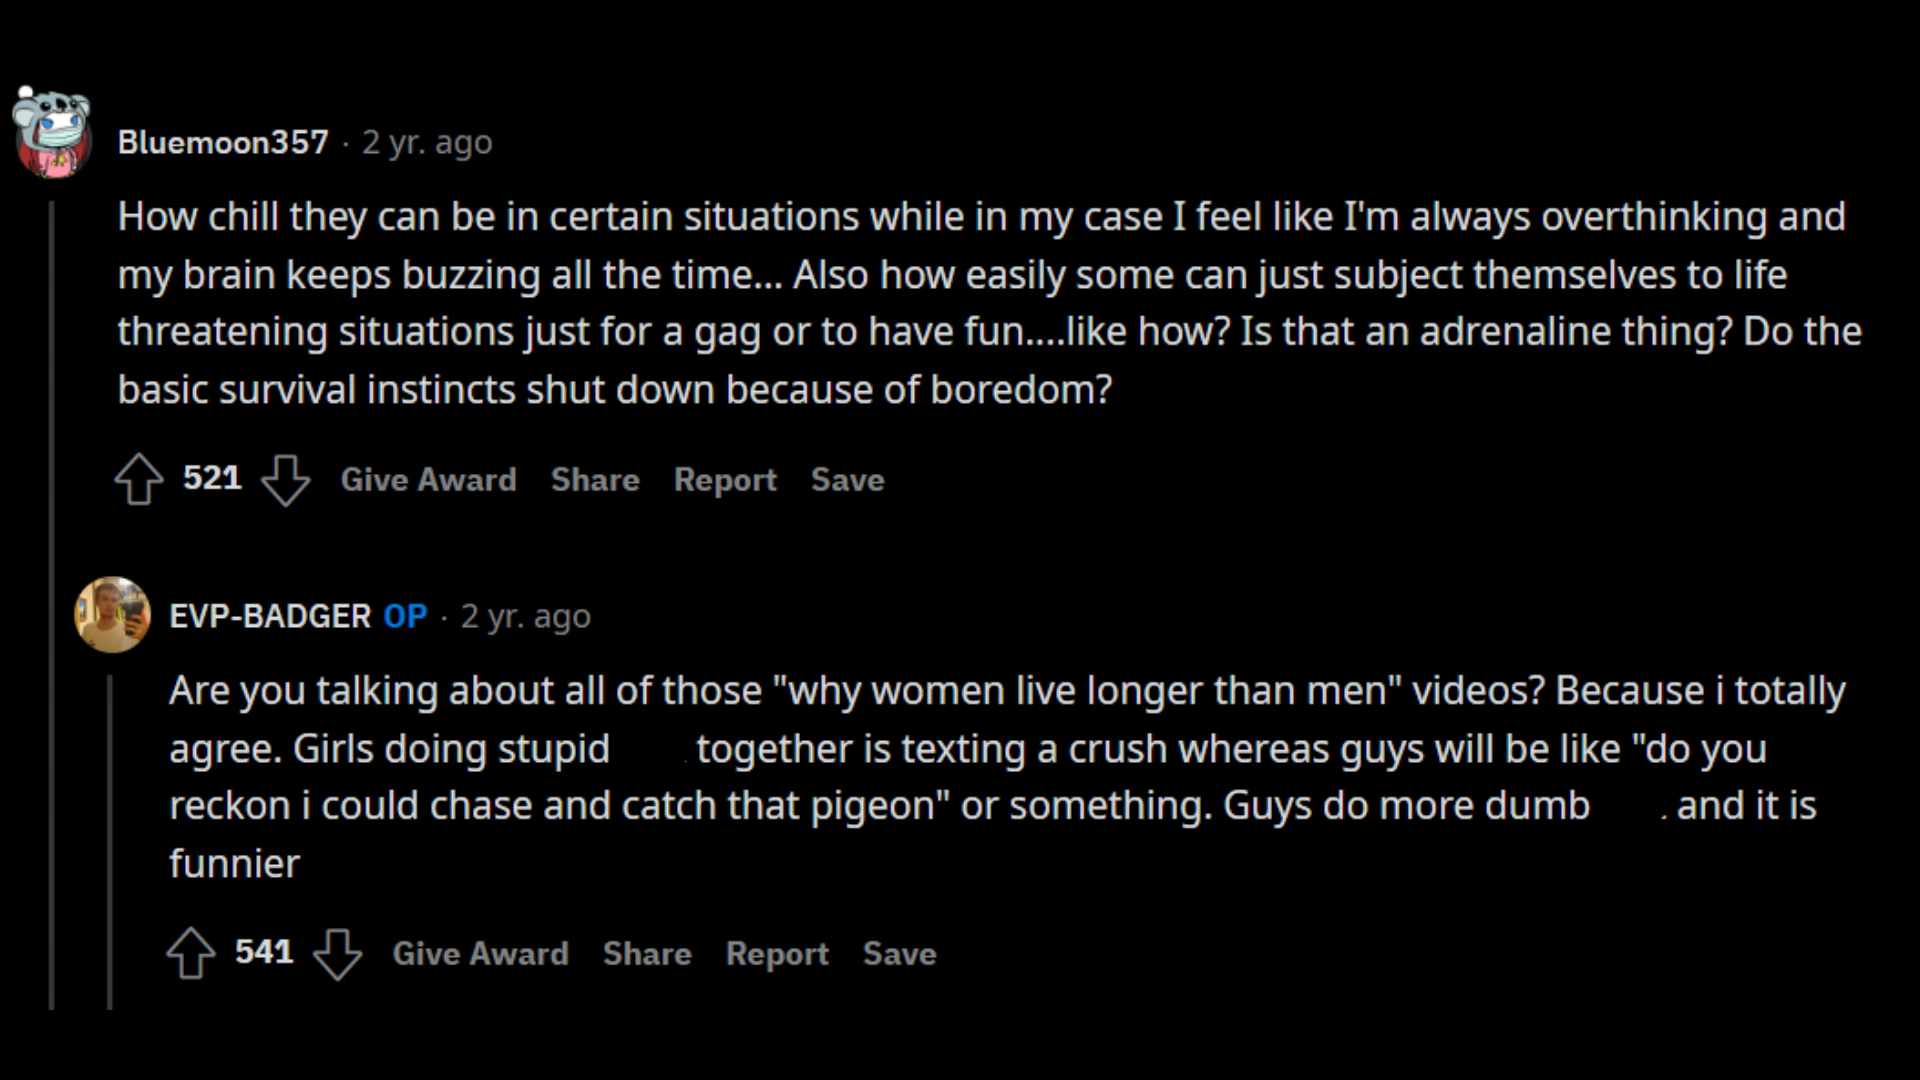 Bluemoon357 · 2 yr. ago
How chill they can be in certain situations while in my case I feel like I'm always overthinking and
my brain keeps buzzing all the time... Also how easily some can just subject themselves to life
threatening situations just for a gag or to have fun....like how? Is that an adrenaline thing? Do the
basic survival instincts shut down because of boredom?
521 Give Award Share Report Save
EVP-BADGER OP · 2 yr. ago
Are you talking about all of those "why women live longer than men" videos? Because i totally
agree. Girls doing stupid together is texting a crush whereas guys will be like "do you
reckon i could chase and catch that pigeon" or something. Guys do more dumb and it is
funnier
541 Give Award Share Report Save